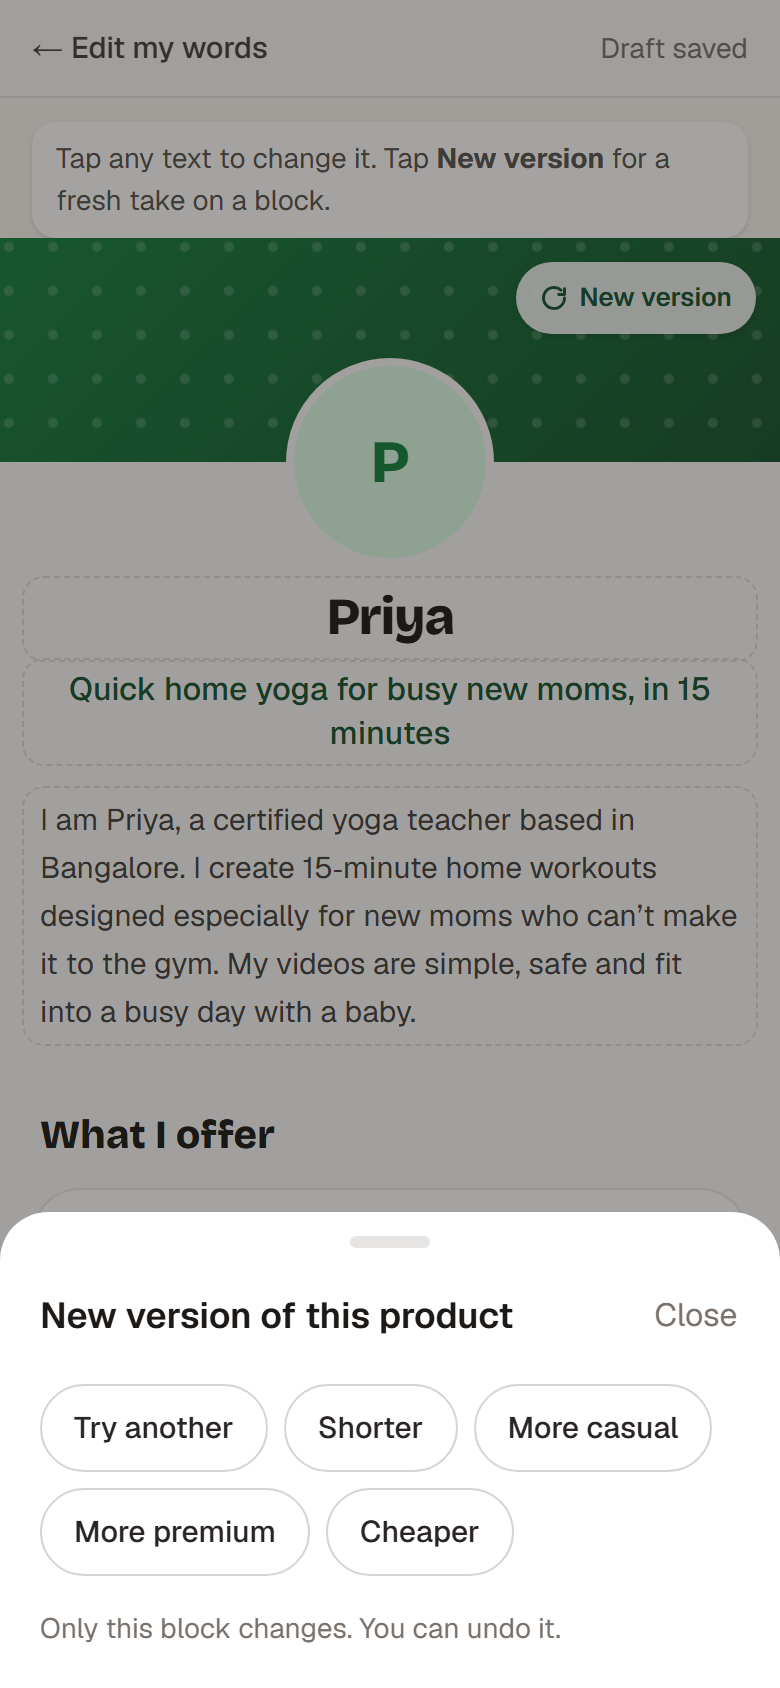 ← Edit my words
Draft saved
Tap any text to change it. Tap New version for a
fresh take on a block.
New version
P
Priya
Quick home yoga for busy new moms, in 15
minutes
I am Priya, a certified yoga teacher based in
Bangalore. I create 15-minute home workouts
designed especially for new moms who can’t make
it to the gym. My videos are simple, safe and fit
into a busy day with a baby.
What I offer
New version of this product
Close
Try another
Shorter
More casual
More premium
Cheaper
Only this block changes. You can undo it.